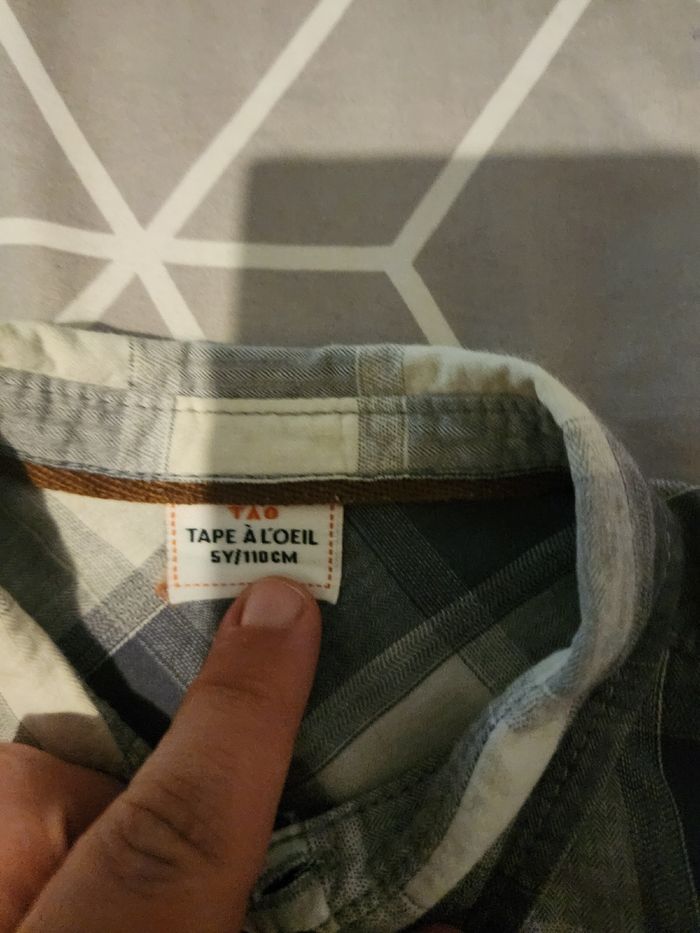 TAO
TAPE À L'OEIL
5Y/110CM